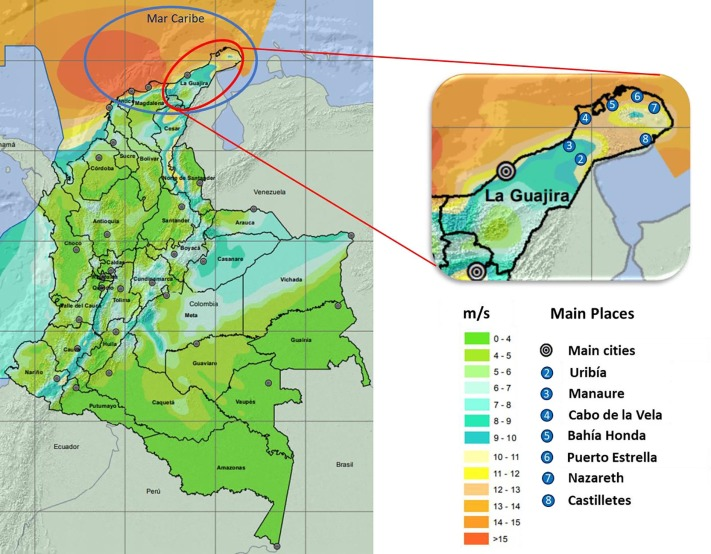 Mar Caribe
La Guajira
Magdalena
Cesar
Sucre
Bolívar
Córdoba
Norte de Santander
Venezuela
Antioquia
Santander
Arauca
Chocó
Boyacá
Casanare
Caldas
Cundinamarca
Vichada
Tolima
Colombia
Valle del Cauca
Meta
Guainía
Cauca
Huila
Guaviare
Nariño
Vaupés
Putumayo
Caquetá
Ecuador
Amazonas
Brasil
Perú
La Guajira
4
5
6
7
3
2
8
m/s
0 - 4
4 - 5
5 - 6
6 - 7
7 - 8
8 - 9
9 - 10
10 - 11
11 - 12
12 - 13
13 - 14
14 - 15
>15
Main Places
Main cities
2 Uribía
3 Manaure
4 Cabo de la Vela
5 Bahía Honda
6 Puerto Estrella
7 Nazareth
8 Castilletes